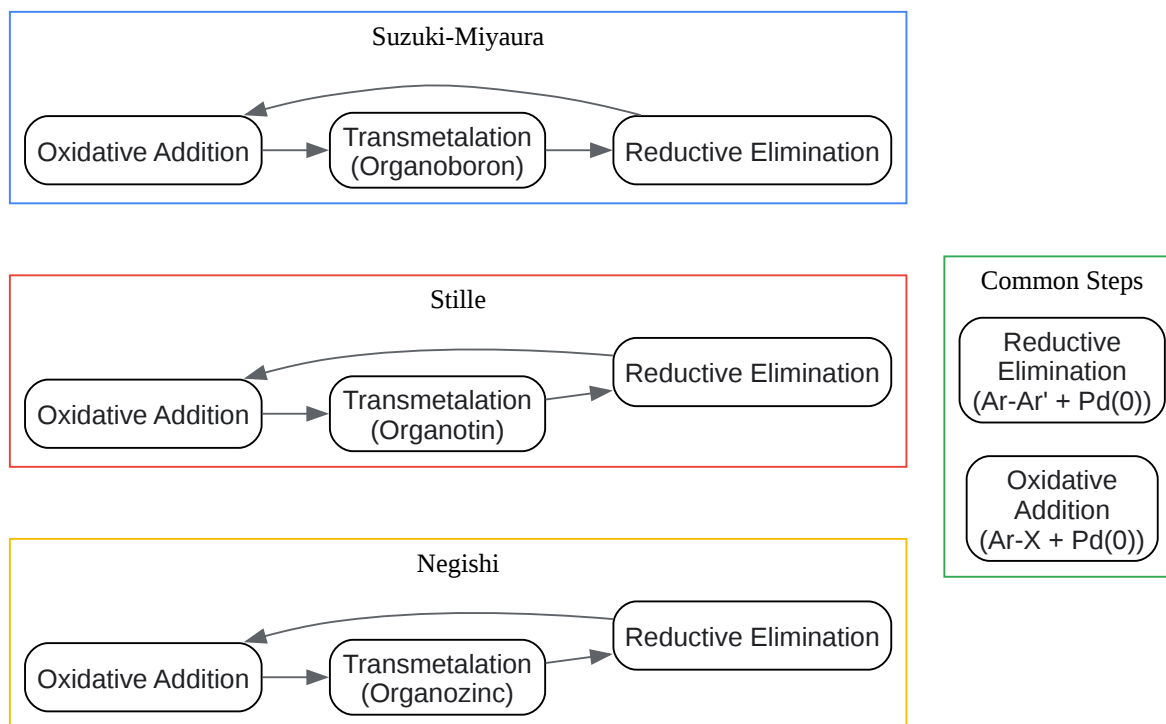 Suzuki-Miyaura
Oxidative Addition
Transmetalation
(Organoboron)
Reductive Elimination
Stille
Oxidative Addition
Transmetalation
(Organotin)
Reductive Elimination
Negishi
Oxidative Addition
Transmetalation
(Organozinc)
Reductive Elimination
Common Steps
Reductive
Elimination
(Ar-Ar' + Pd(0))
Oxidative
Addition
(Ar-X + Pd(0))